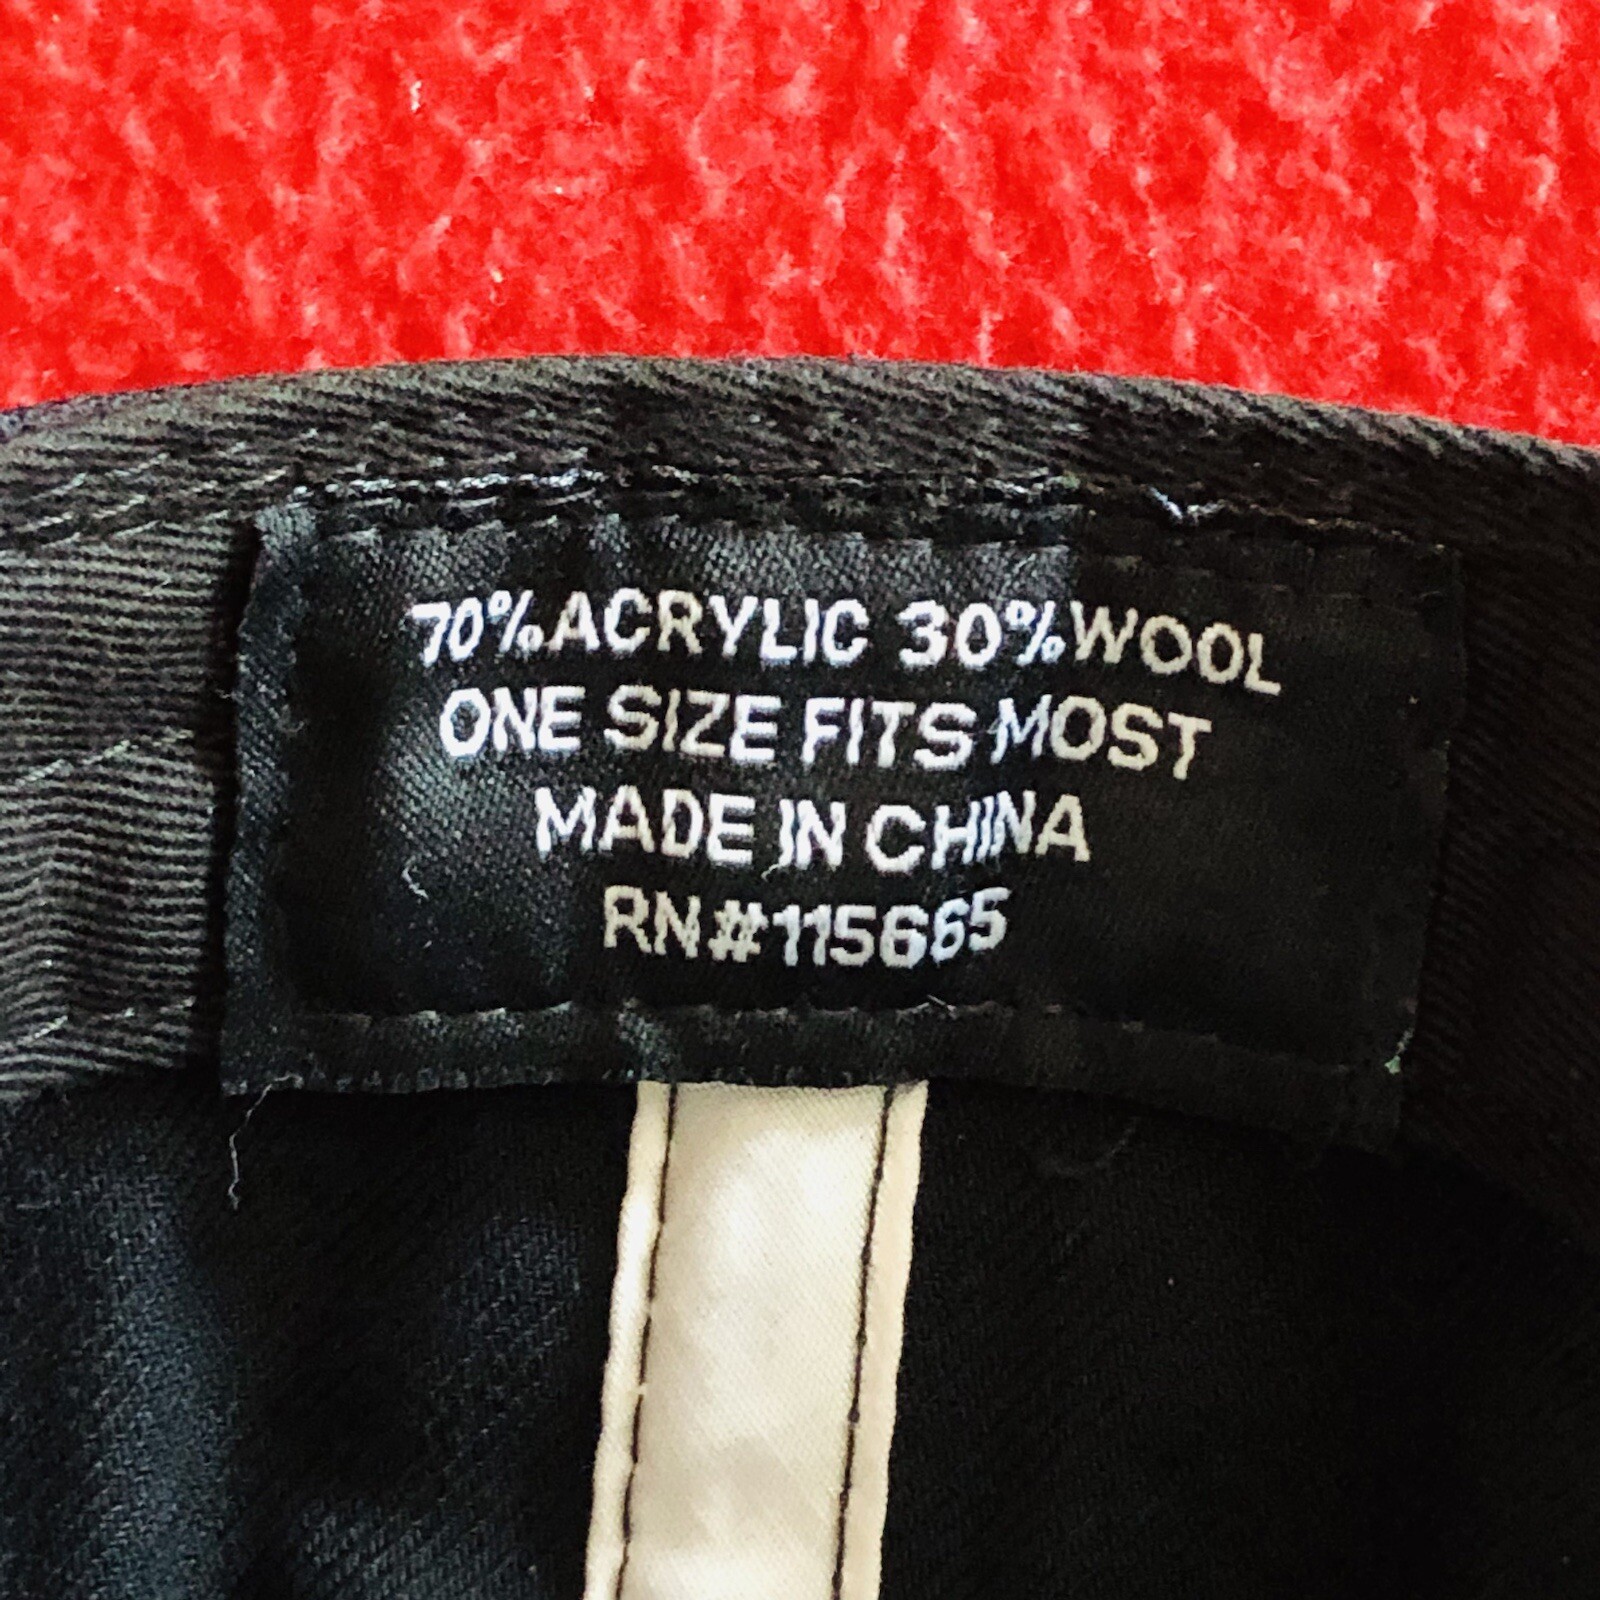 70% ACRYLIC 30% WOOL
ONE SIZE FITS MOST
MADE IN CHINA
RN#115665